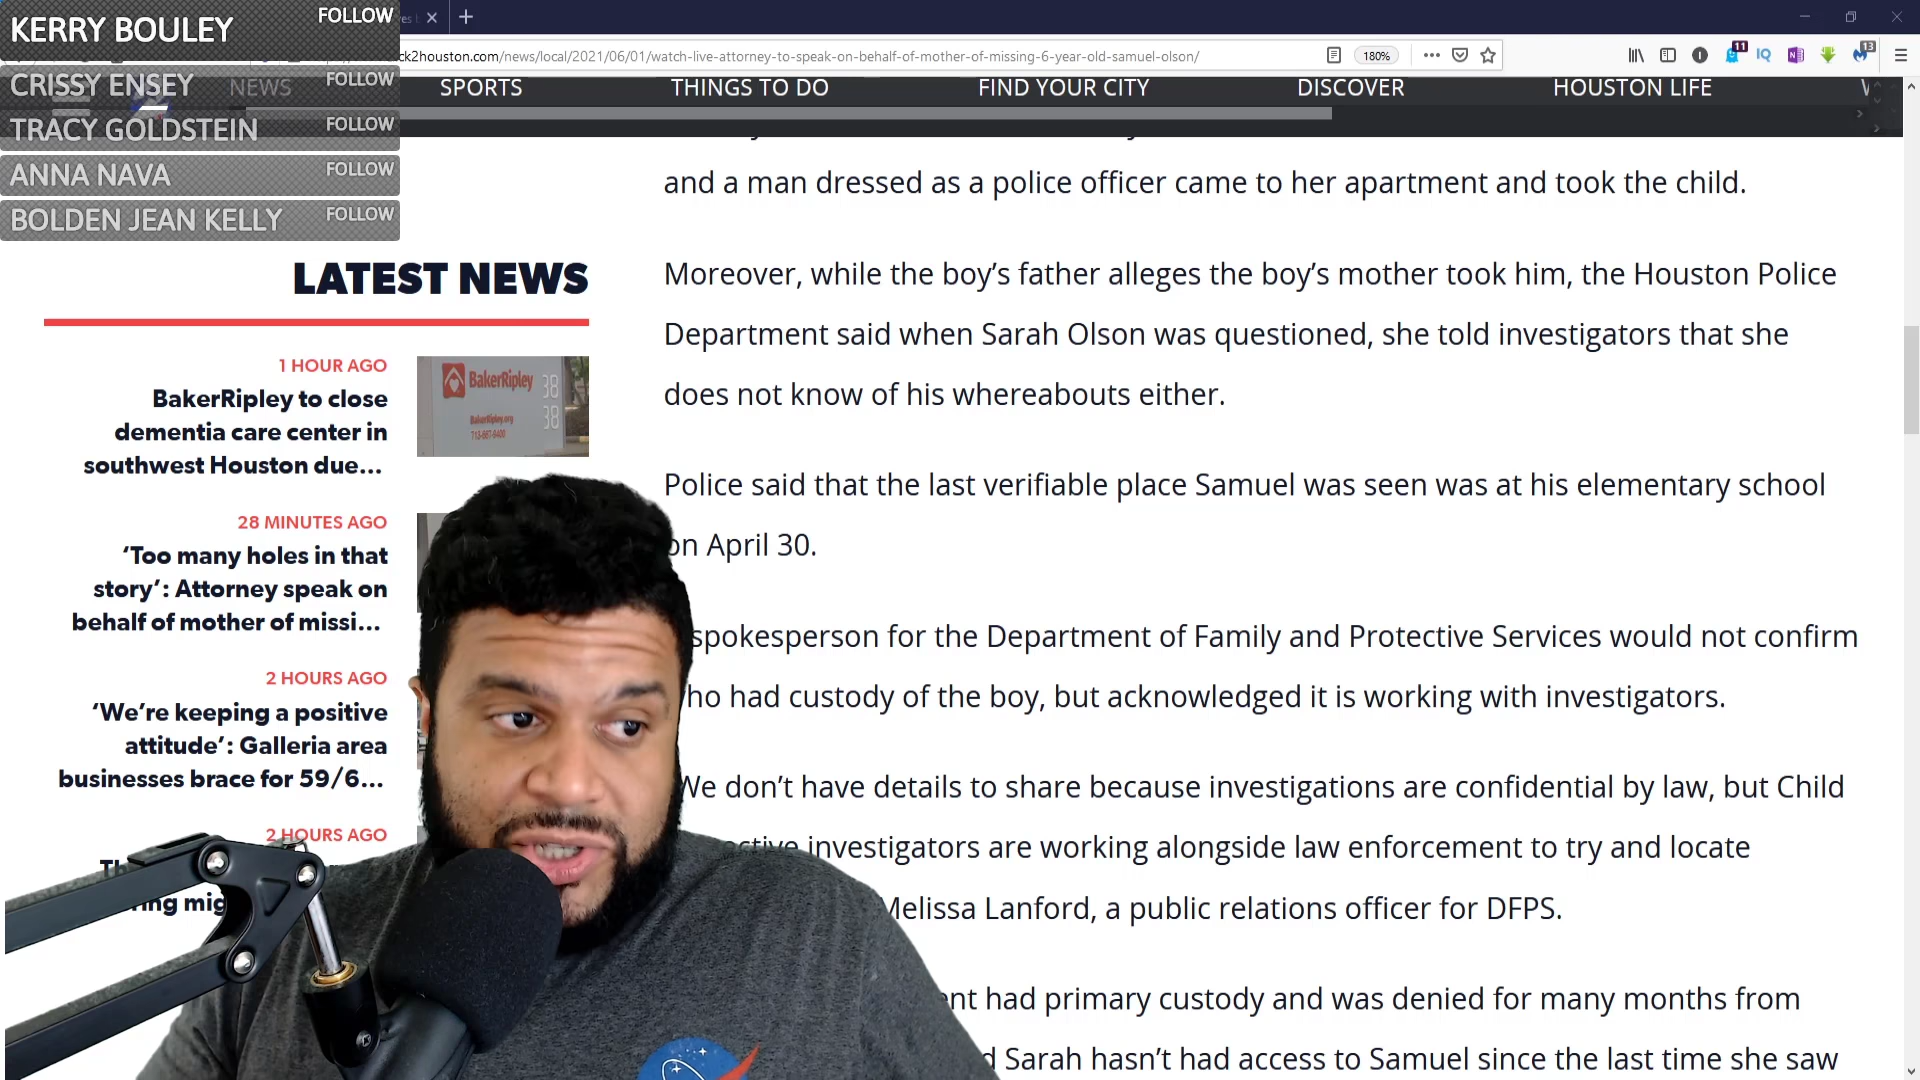 KERRY BOULEY FOLLOW
CRISSY ENSEY FOLLOW
TRACY GOLDSTEIN FOLLOW
ANNA NAVA FOLLOW
BOLDEN JEAN KELLY FOLLOW
ck2houston.com/news/local/2021/06/01/watch-live-attorney-to-speak-on-behalf-of-mother-of-missing-6-year-old-samuel-olson/
180%
11
13
NEWS SPORTS THINGS TO DO FIND YOUR CITY DISCOVER HOUSTON LIFE
LATEST NEWS
1 HOUR AGO
BakerRipley to close
dementia care center in
southwest Houston due...
BakerRipley
BakerRipley.org
713-667-9400
38
38
28 MINUTES AGO
‘Too many holes in that
story’: Attorney speak on
behalf of mother of missi...
2 HOURS AGO
‘We’re keeping a positive
attitude’: Galleria area
businesses brace for 59/6...
2 HOURS AGO
and a man dressed as a police officer came to her apartment and took the child.
Moreover, while the boy’s father alleges the boy’s mother took him, the Houston Police
Department said when Sarah Olson was questioned, she told investigators that she
does not know of his whereabouts either.
Police said that the last verifiable place Samuel was seen was at his elementary school
on April 30.
spokesperson for the Department of Family and Protective Services would not confirm
who had custody of the boy, but acknowledged it is working with investigators.
We don’t have details to share because investigations are confidential by law, but Child
investigators are working alongside law enforcement to try and locate
Melissa Lanford, a public relations officer for DFPS.
had primary custody and was denied for many months from
Sarah hasn’t had access to Samuel since the last time she saw